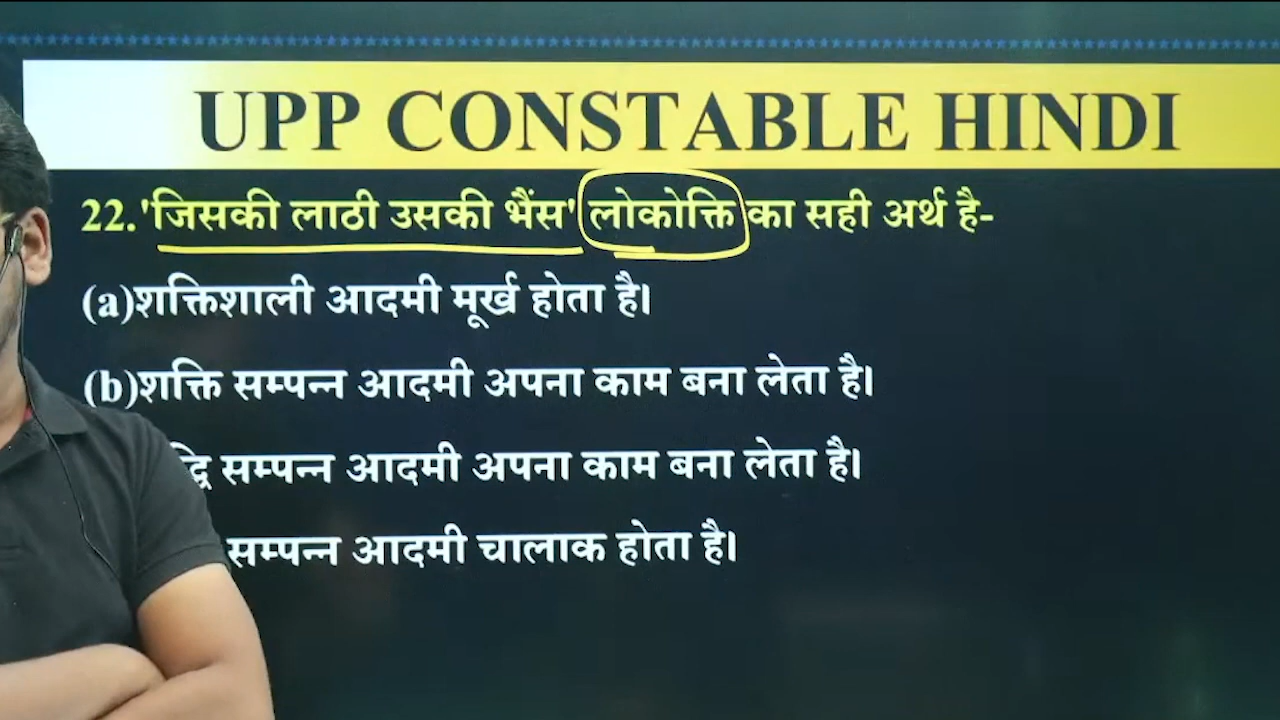 UPP CONSTABLE HINDI
22.'जिसकी लाठी उसकी भैंस' लोकोक्ति का सही अर्थ है-
(a)शक्तिशाली आदमी मूर्ख होता है।
(b)शक्ति सम्पन्न आदमी अपना काम बना लेता है।
सम्पन्न आदमी अपना काम बना लेता है।
सम्पन्न आदमी चालाक होता है।